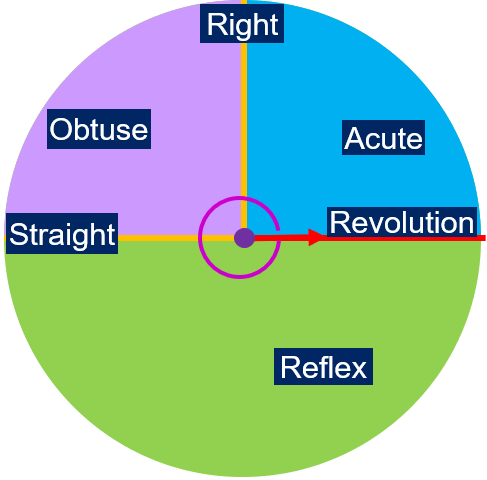 Right
Obtuse
Acute
Straight
Revolution
Reflex